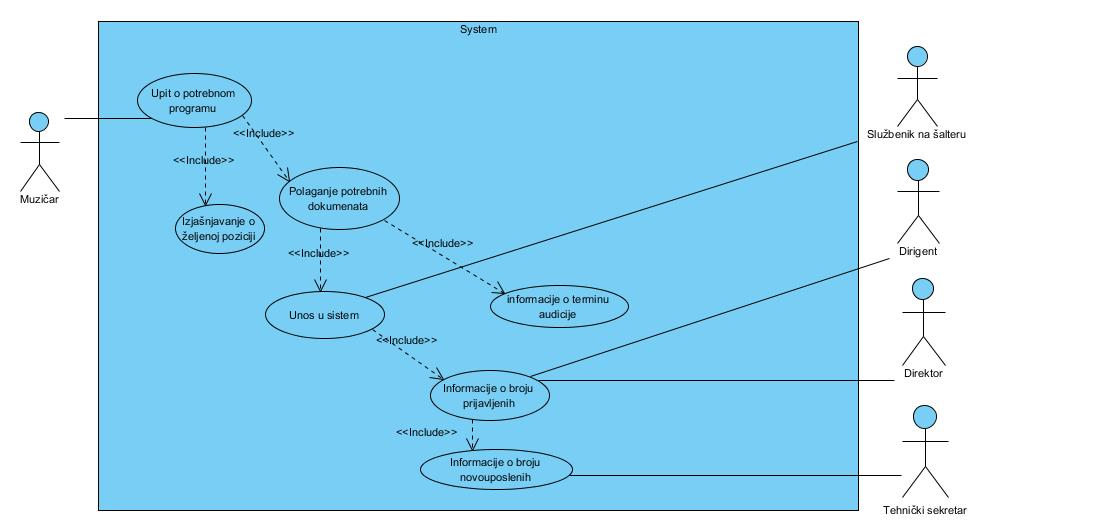 System
Upit o potrebnom
programu
<<Include>>
<<Include>>
Muzičar
Izjašnjavanje o
željenoj poziciji
Polaganje potrebnih
dokumenata
<<Include>>
<<Include>>
Unos u sistem
informacije o terminu
audicije
<<Include>>
Informacije o broju
prijavljenih
<<Include>>
Informacije o broju
novouposlenih
Službenik na šalteru
Dirigent
Direktor
Tehnički sekretar